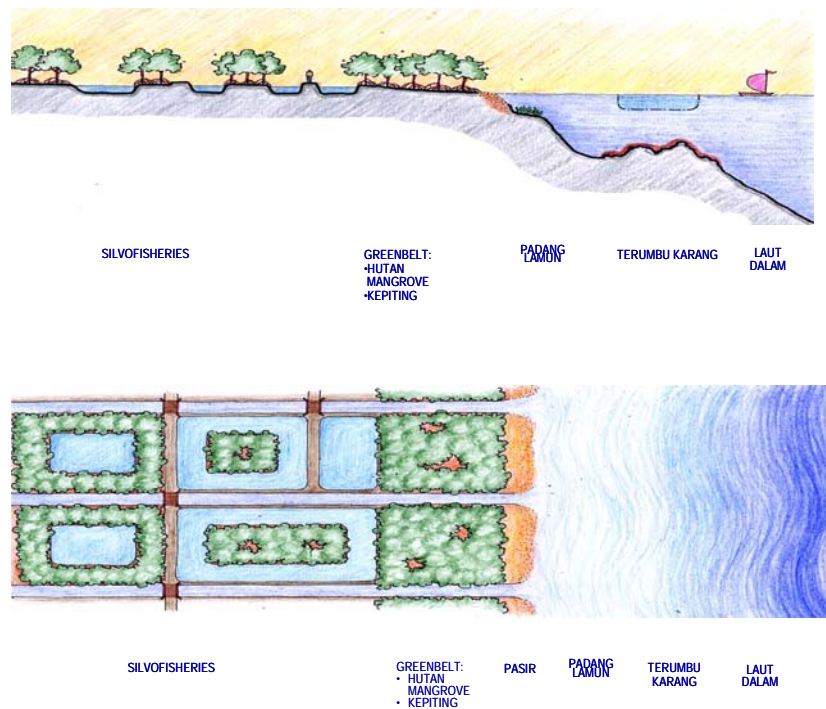 SILVOFISHERIES
GREENBELT:
•HUTAN
MANGROVE
•KEPITING
PADANG
LAMUN
TERUMBU KARANG
LAUT
DALAM
SILVOFISHERIES
GREENBELT:
• HUTAN
MANGROVE
• KEPITING
PASIR
PADANG
LAMUN
TERUMBU
KARANG
LAUT
DALAM